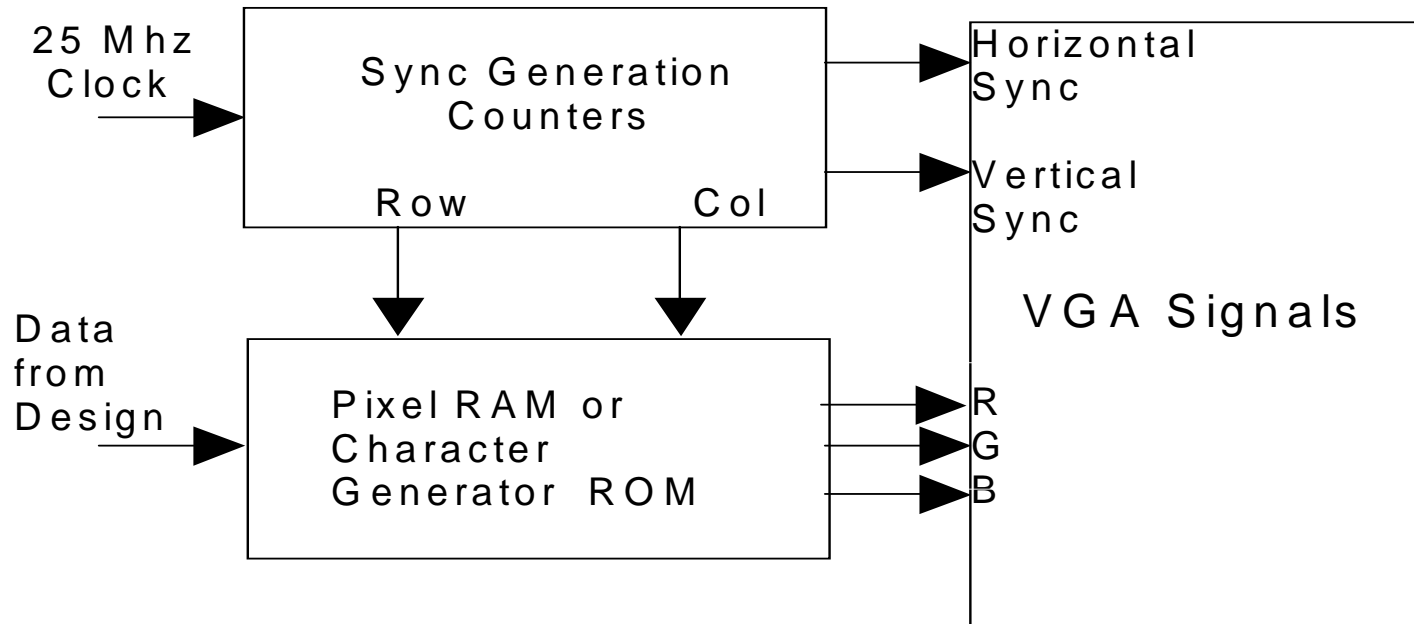 25 Mhz
Clock
Sync Generation
Counters
Row
Col
Horizontal
Sync
Vertical
Sync
VGA Signals
Data
from
Design
Pixel RAM or
Character
Generator ROM
R
G
B